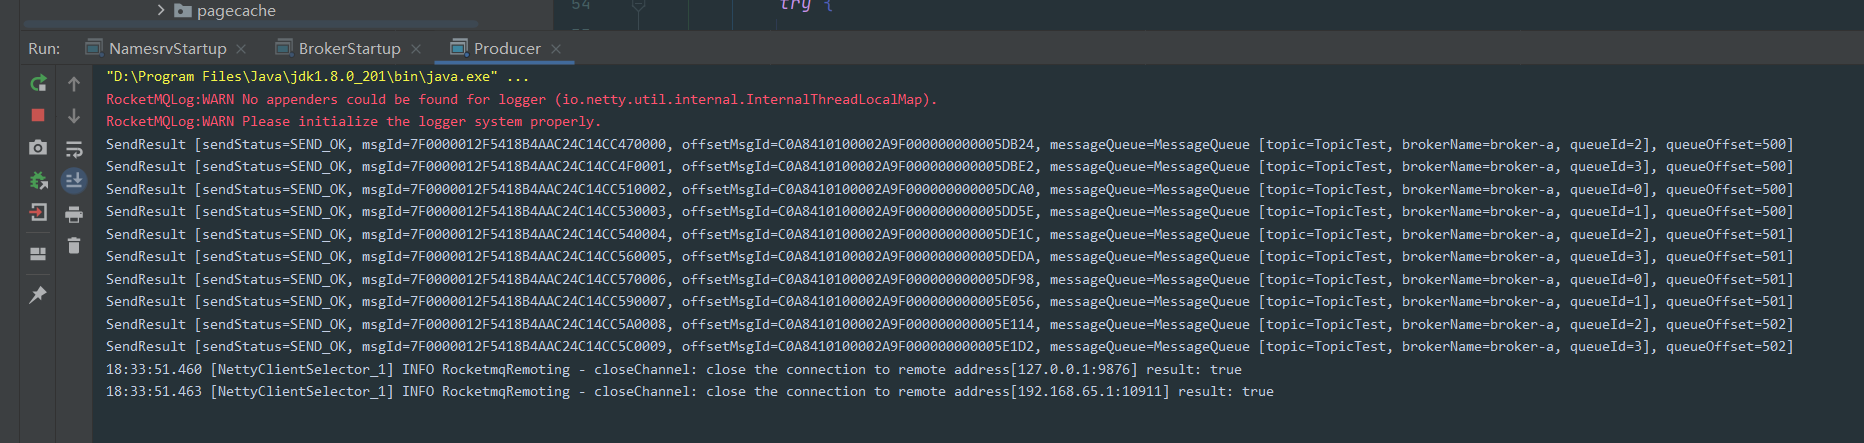 pagecache
54
try {
Run: NamesrvStartup × BrokerStartup × Producer ×
"D:\Program Files\Java\jdk1.8.0_201\bin\java.exe" ...
RocketMQLog:WARN No appenders could be found for logger (io.netty.util.internal.InternalThreadLocalMap).
RocketMQLog:WARN Please initialize the logger system properly.
SendResult [sendStatus=SEND_OK, msgId=7F0000012F5418B4AAC24C14CC470000, offsetMsgId=C0A8410100002A9F000000000005DB24, messageQueue=MessageQueue [topic=TopicTest, brokerName=broker-a, queueId=2], queueOffset=500]
SendResult [sendStatus=SEND_OK, msgId=7F0000012F5418B4AAC24C14CC4F0001, offsetMsgId=C0A8410100002A9F000000000005DBE2, messageQueue=MessageQueue [topic=TopicTest, brokerName=broker-a, queueId=3], queueOffset=500]
SendResult [sendStatus=SEND_OK, msgId=7F0000012F5418B4AAC24C14CC510002, offsetMsgId=C0A8410100002A9F000000000005DCA0, messageQueue=MessageQueue [topic=TopicTest, brokerName=broker-a, queueId=0], queueOffset=500]
SendResult [sendStatus=SEND_OK, msgId=7F0000012F5418B4AAC24C14CC530003, offsetMsgId=C0A8410100002A9F000000000005DD5E, messageQueue=MessageQueue [topic=TopicTest, brokerName=broker-a, queueId=1], queueOffset=500]
SendResult [sendStatus=SEND_OK, msgId=7F0000012F5418B4AAC24C14CC540004, offsetMsgId=C0A8410100002A9F000000000005DE1C, messageQueue=MessageQueue [topic=TopicTest, brokerName=broker-a, queueId=2], queueOffset=501]
SendResult [sendStatus=SEND_OK, msgId=7F0000012F5418B4AAC24C14CC560005, offsetMsgId=C0A8410100002A9F000000000005DEDA, messageQueue=MessageQueue [topic=TopicTest, brokerName=broker-a, queueId=3], queueOffset=501]
SendResult [sendStatus=SEND_OK, msgId=7F0000012F5418B4AAC24C14CC570006, offsetMsgId=C0A8410100002A9F000000000005DF98, messageQueue=MessageQueue [topic=TopicTest, brokerName=broker-a, queueId=0], queueOffset=501]
SendResult [sendStatus=SEND_OK, msgId=7F0000012F5418B4AAC24C14CC590007, offsetMsgId=C0A8410100002A9F000000000005E056, messageQueue=MessageQueue [topic=TopicTest, brokerName=broker-a, queueId=1], queueOffset=501]
SendResult [sendStatus=SEND_OK, msgId=7F0000012F5418B4AAC24C14CC5A0008, offsetMsgId=C0A8410100002A9F000000000005E114, messageQueue=MessageQueue [topic=TopicTest, brokerName=broker-a, queueId=2], queueOffset=502]
SendResult [sendStatus=SEND_OK, msgId=7F0000012F5418B4AAC24C14CC5C0009, offsetMsgId=C0A8410100002A9F000000000005E1D2, messageQueue=MessageQueue [topic=TopicTest, brokerName=broker-a, queueId=3], queueOffset=502]
18:33:51.460 [NettyClientSelector_1] INFO RocketmqRemoting - closeChannel: close the connection to remote address[127.0.0.1:9876] result: true
18:33:51.463 [NettyClientSelector_1] INFO RocketmqRemoting - closeChannel: close the connection to remote address[192.168.65.1:10911] result: true